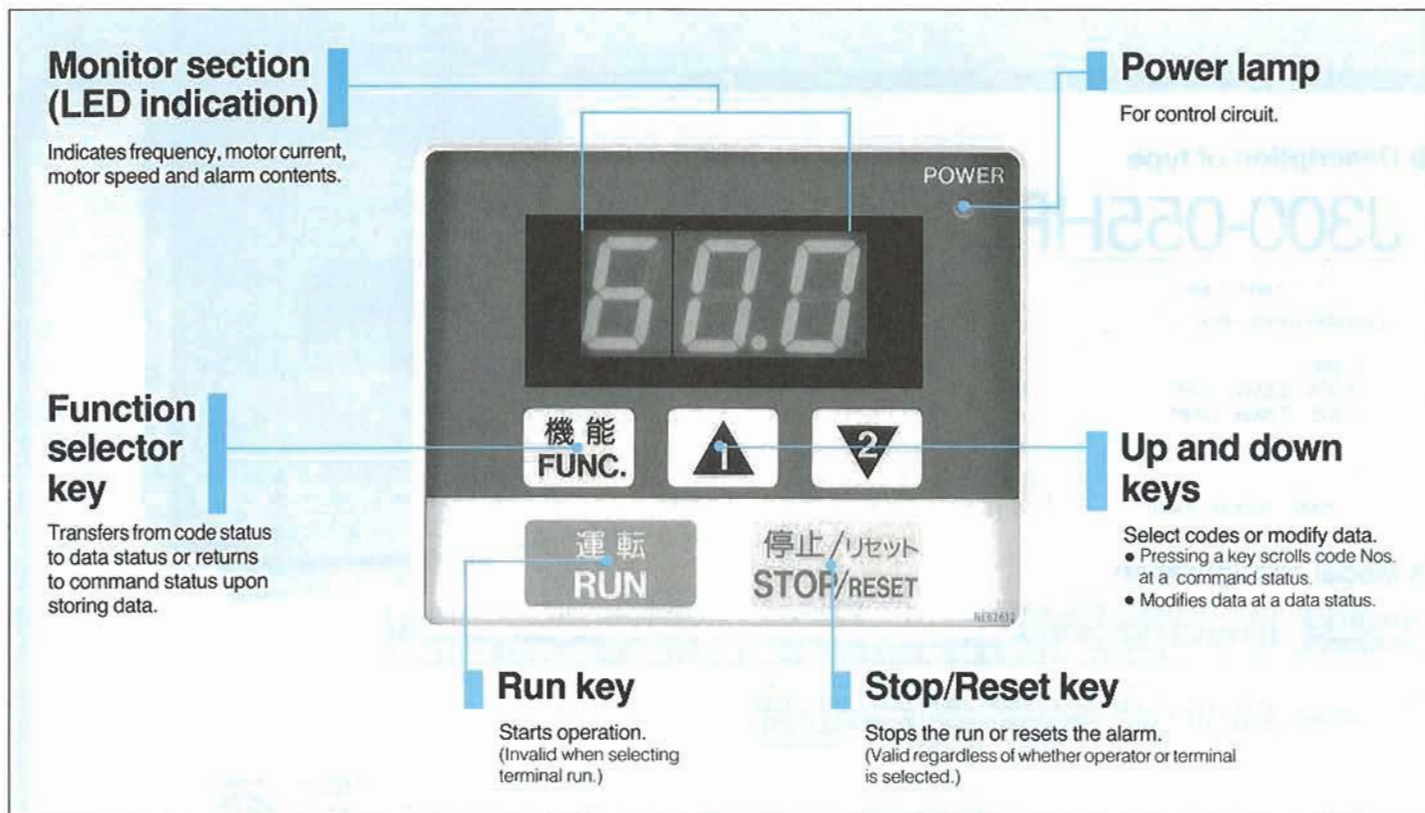 Monitor section
(LED indication)
Indicates frequency, motor current,
motor speed and alarm contents.
Power lamp
For control circuit.
POWER
60.0
Function
selector
key
Transfers from code status
to data status or returns
to command status upon
storing data.
機能
FUNC.
1
2
Up and down
keys
Select codes or modify data.
• Pressing a key scrolls code Nos.
at a command status.
• Modifies data at a data status.
運転
RUN
停止/リセット
STOP/RESET
Run key
Starts operation.
(Invalid when selecting
terminal run.)
Stop/Reset key
Stops the run or resets the alarm.
(Valid regardless of whether operator or terminal
is selected.)